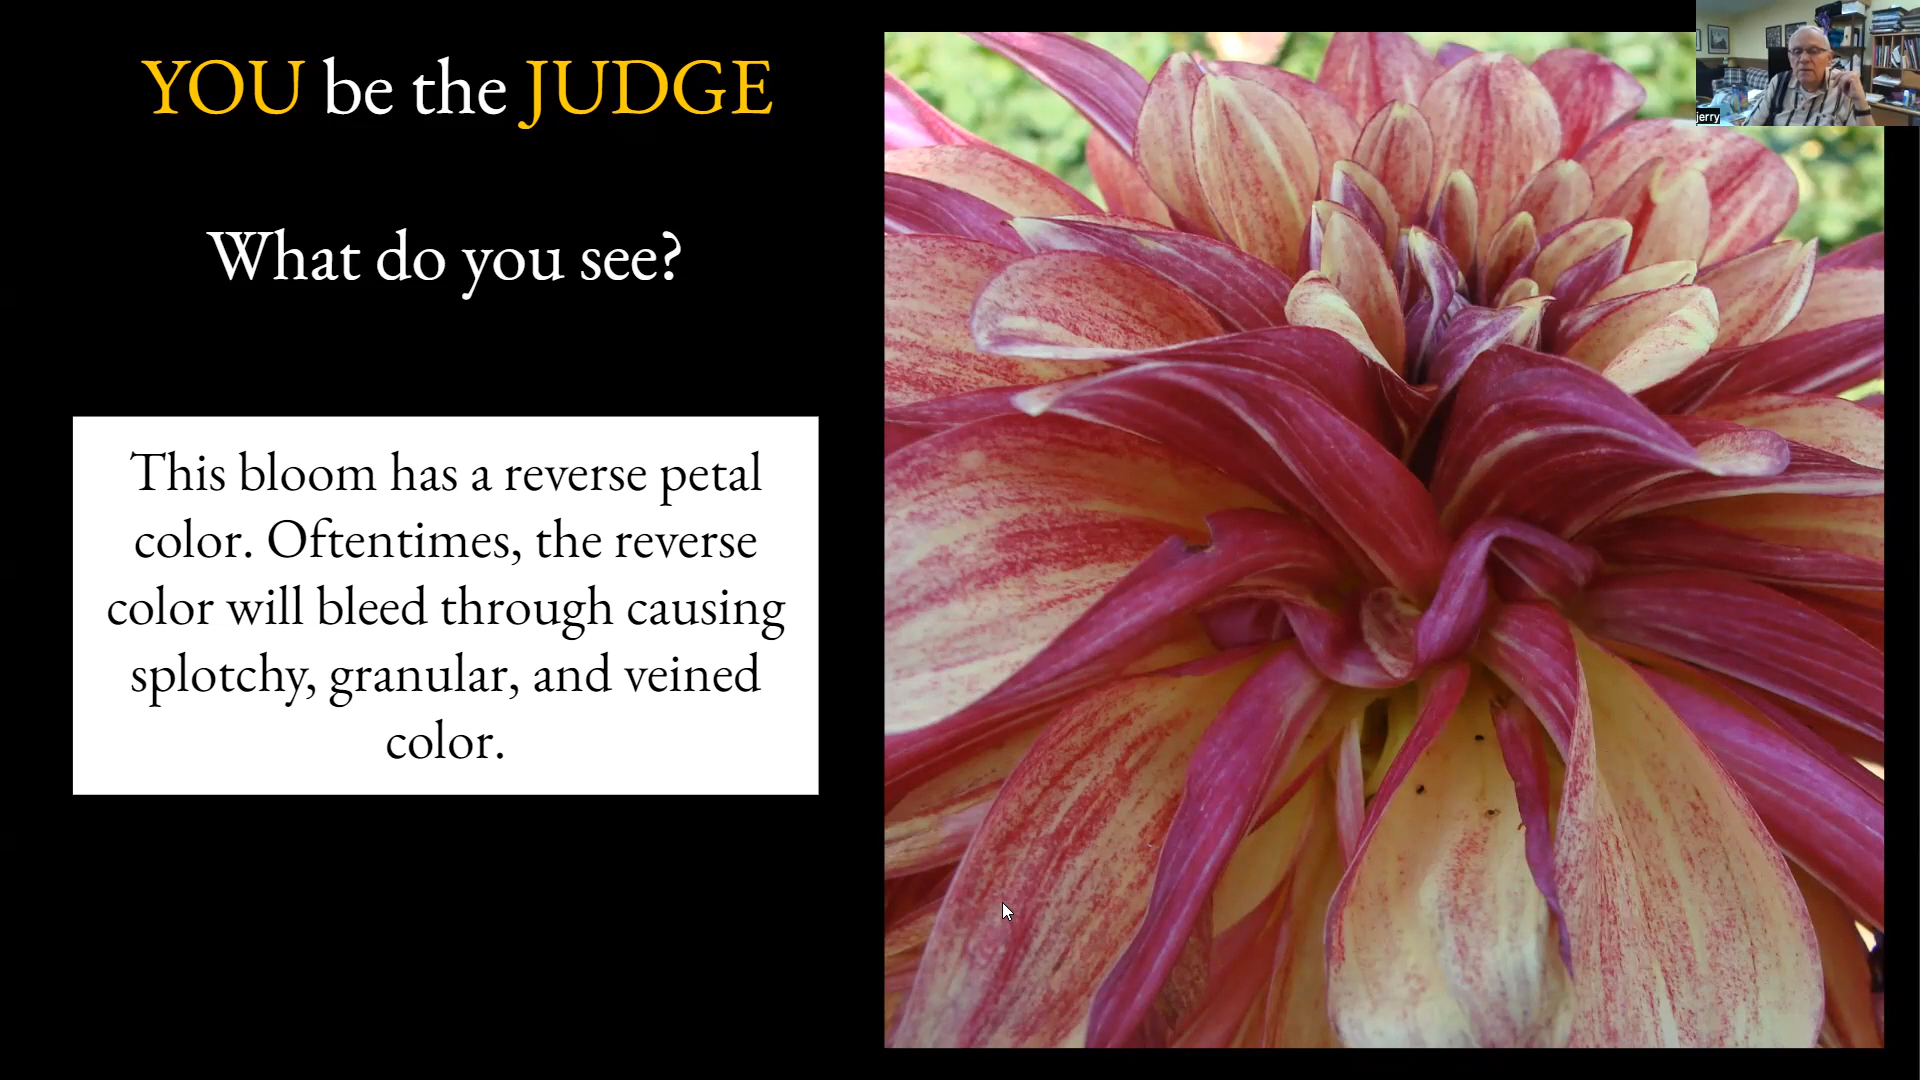 YOU be the JUDGE
What do you see?
This bloom has a reverse petal
color. Oftentimes, the reverse
color will bleed through causing
splotchy, granular, and veined
color.
jerry